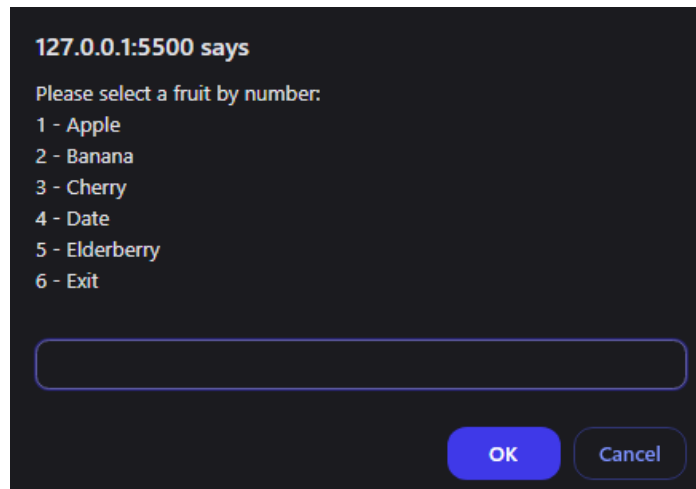 127.0.0.1:5500 says
Please select a fruit by number:
1 - Apple
2 - Banana
3 - Cherry
4 - Date
5 - Elderberry
6 - Exit
OK
Cancel